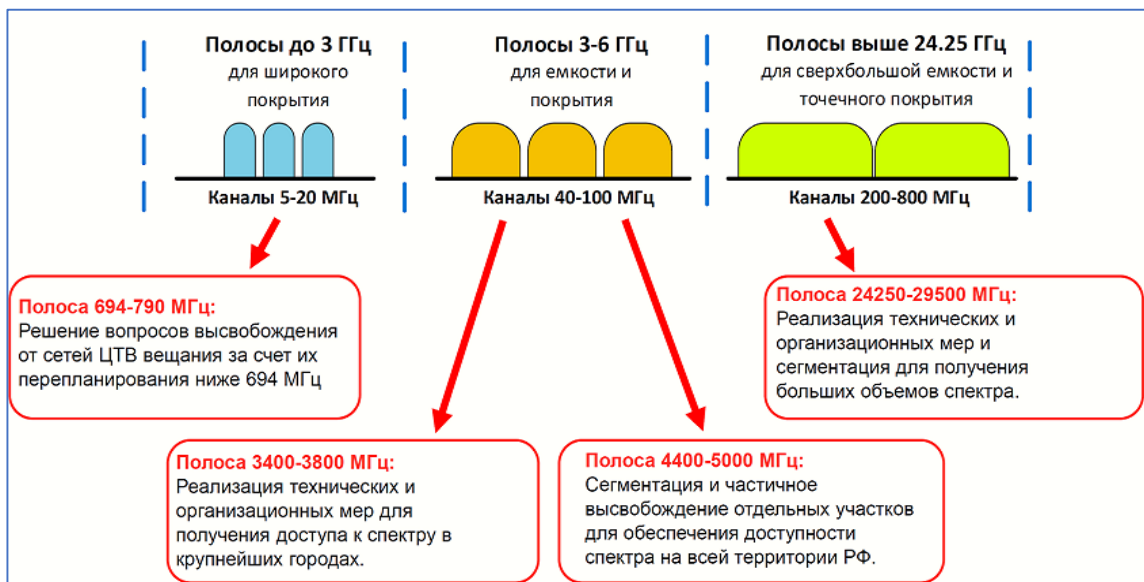 Полосы до 3 ГГц
для широкого
покрытия
Каналы 5-20 МГц
Полосы 3-6 ГГц
для емкости и
покрытия
Каналы 40-100 МГц
Полосы выше 24.25 ГГц
для сверхбольшой емкости и
точечного покрытия
Каналы 200-800 МГц
Полоса 694-790 МГц:
Решение вопросов высвобождения
от сетей ЦТВ вещания за счет их
перепланирования ниже 694 МГц
Полоса 3400-3800 МГц:
Реализация технических и
организационных мер для
получения доступа к спектру в
крупнейших городах.
Полоса 4400-5000 МГц:
Сегментация и частичное
высвобождение отдельных участков
для обеспечения доступности
спектра на всей территории РФ.
Полоса 24250-29500 МГц:
Реализация технических и
организационных мер и
сегментация для получения
больших объемов спектра.